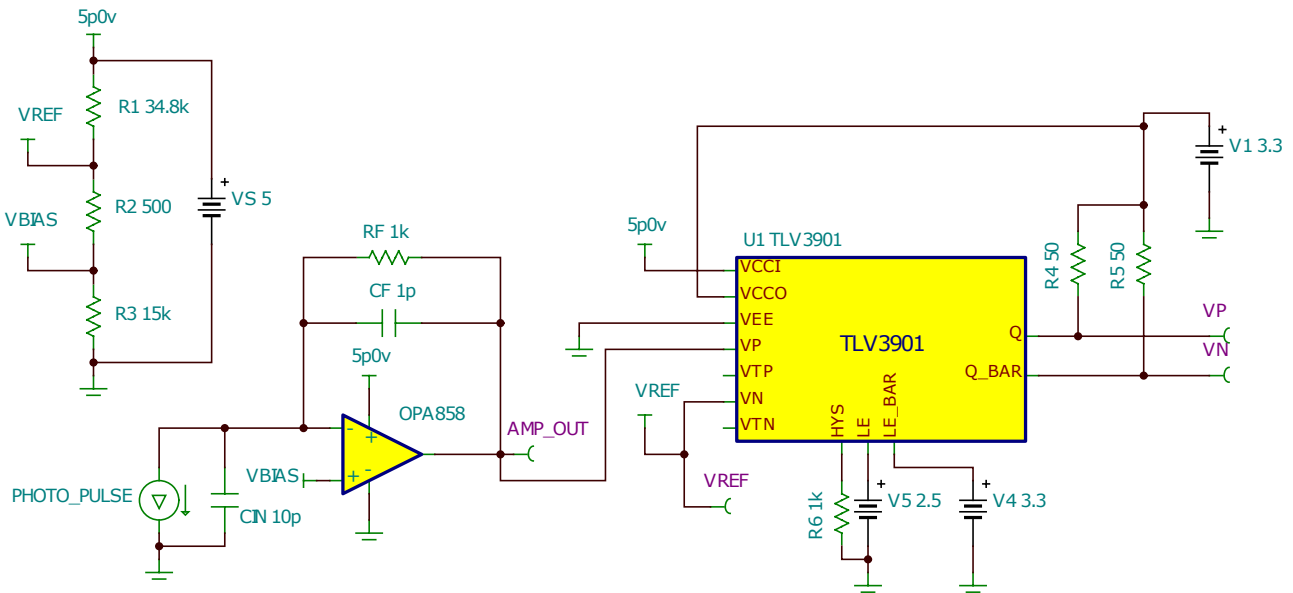 5p0v
R1 34.8k
VREF
R2 500
VS 5
VBIAS
R3 15k
RF 1k
CF 1p
5p0v
OPA858
-
+
+
-
VBIAS
AMP_OUT
PHOTO_PULSE
CIN 10p
+
5p0v
U1 TLV3901
VCCI
VCCO
VEE
VP
VTP
VN
VTN
TLV3901
Q
Q_BAR
HYS
LE
LE_BAR
VREF
VREF
R6 1k
+
V5 2.5
+
V4 3.3
R4 50
R5 50
+
V1 3.3
VP
VN